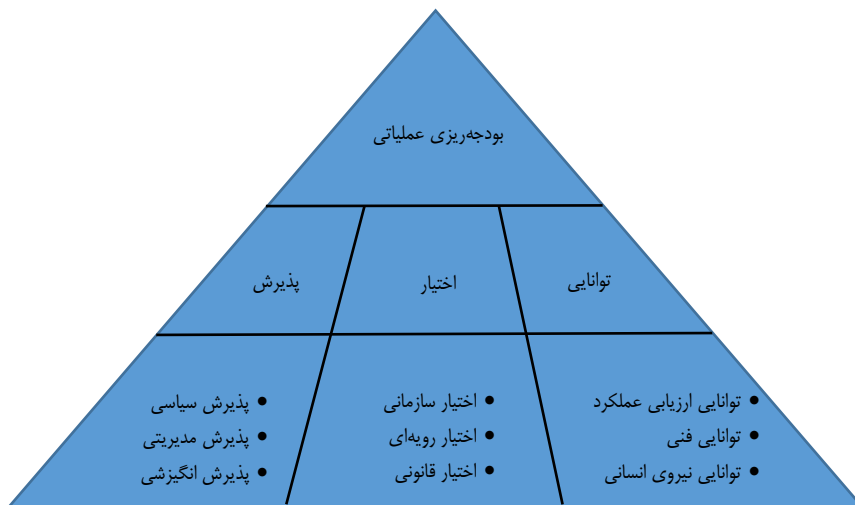 بودجه‌ریزی عملیاتی
توانایی
اختیار
پذیرش
• توانایی ارزیابی عملکرد
• توانایی فنی
• توانایی نیروی انسانی
• اختیار سازمانی
• اختیار رویه‌ای
• اختیار قانونی
• پذیرش سیاسی
• پذیرش مدیریتی
• پذیرش انگیزشی